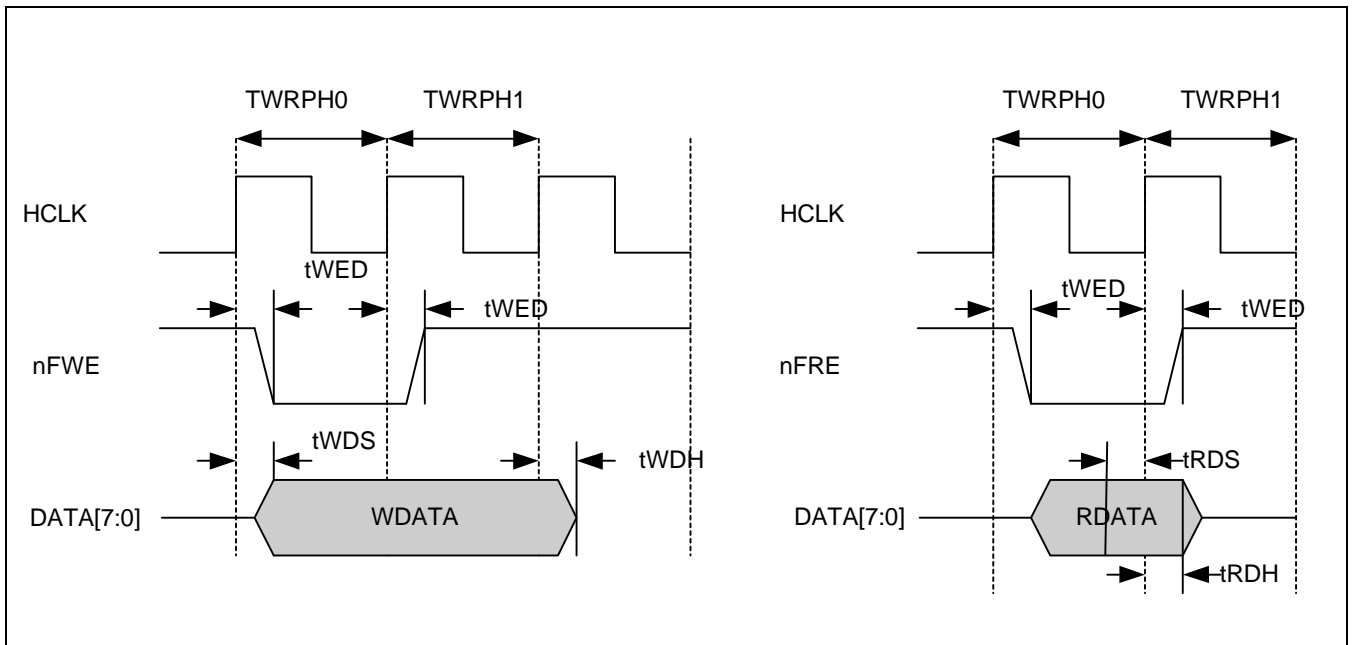 TWRPH0 TWRPH1
HCLK
tWED
tWED
nFWE
tWDS
tWDH
DATA[7:0]
WDATA
TWRPH0 TWRPH1
HCLK
tWED
tWED
nFRE
tRDS
DATA[7:0]
RDATA
tRDH